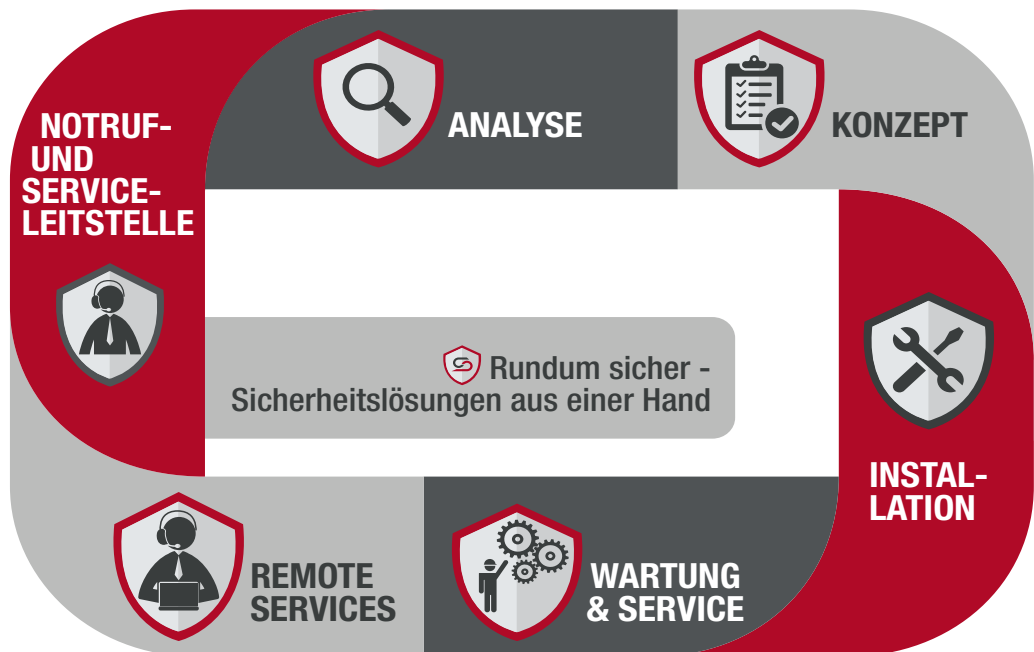 ANALYSE
KONZEPT
NOTRUF-
UND
SERVICE-
LEITSTELLE
Rundum sicher -
Sicherheitslösungen aus einer Hand
INSTAL-
LATION
REMOTE
SERVICES
WARTUNG
& SERVICE